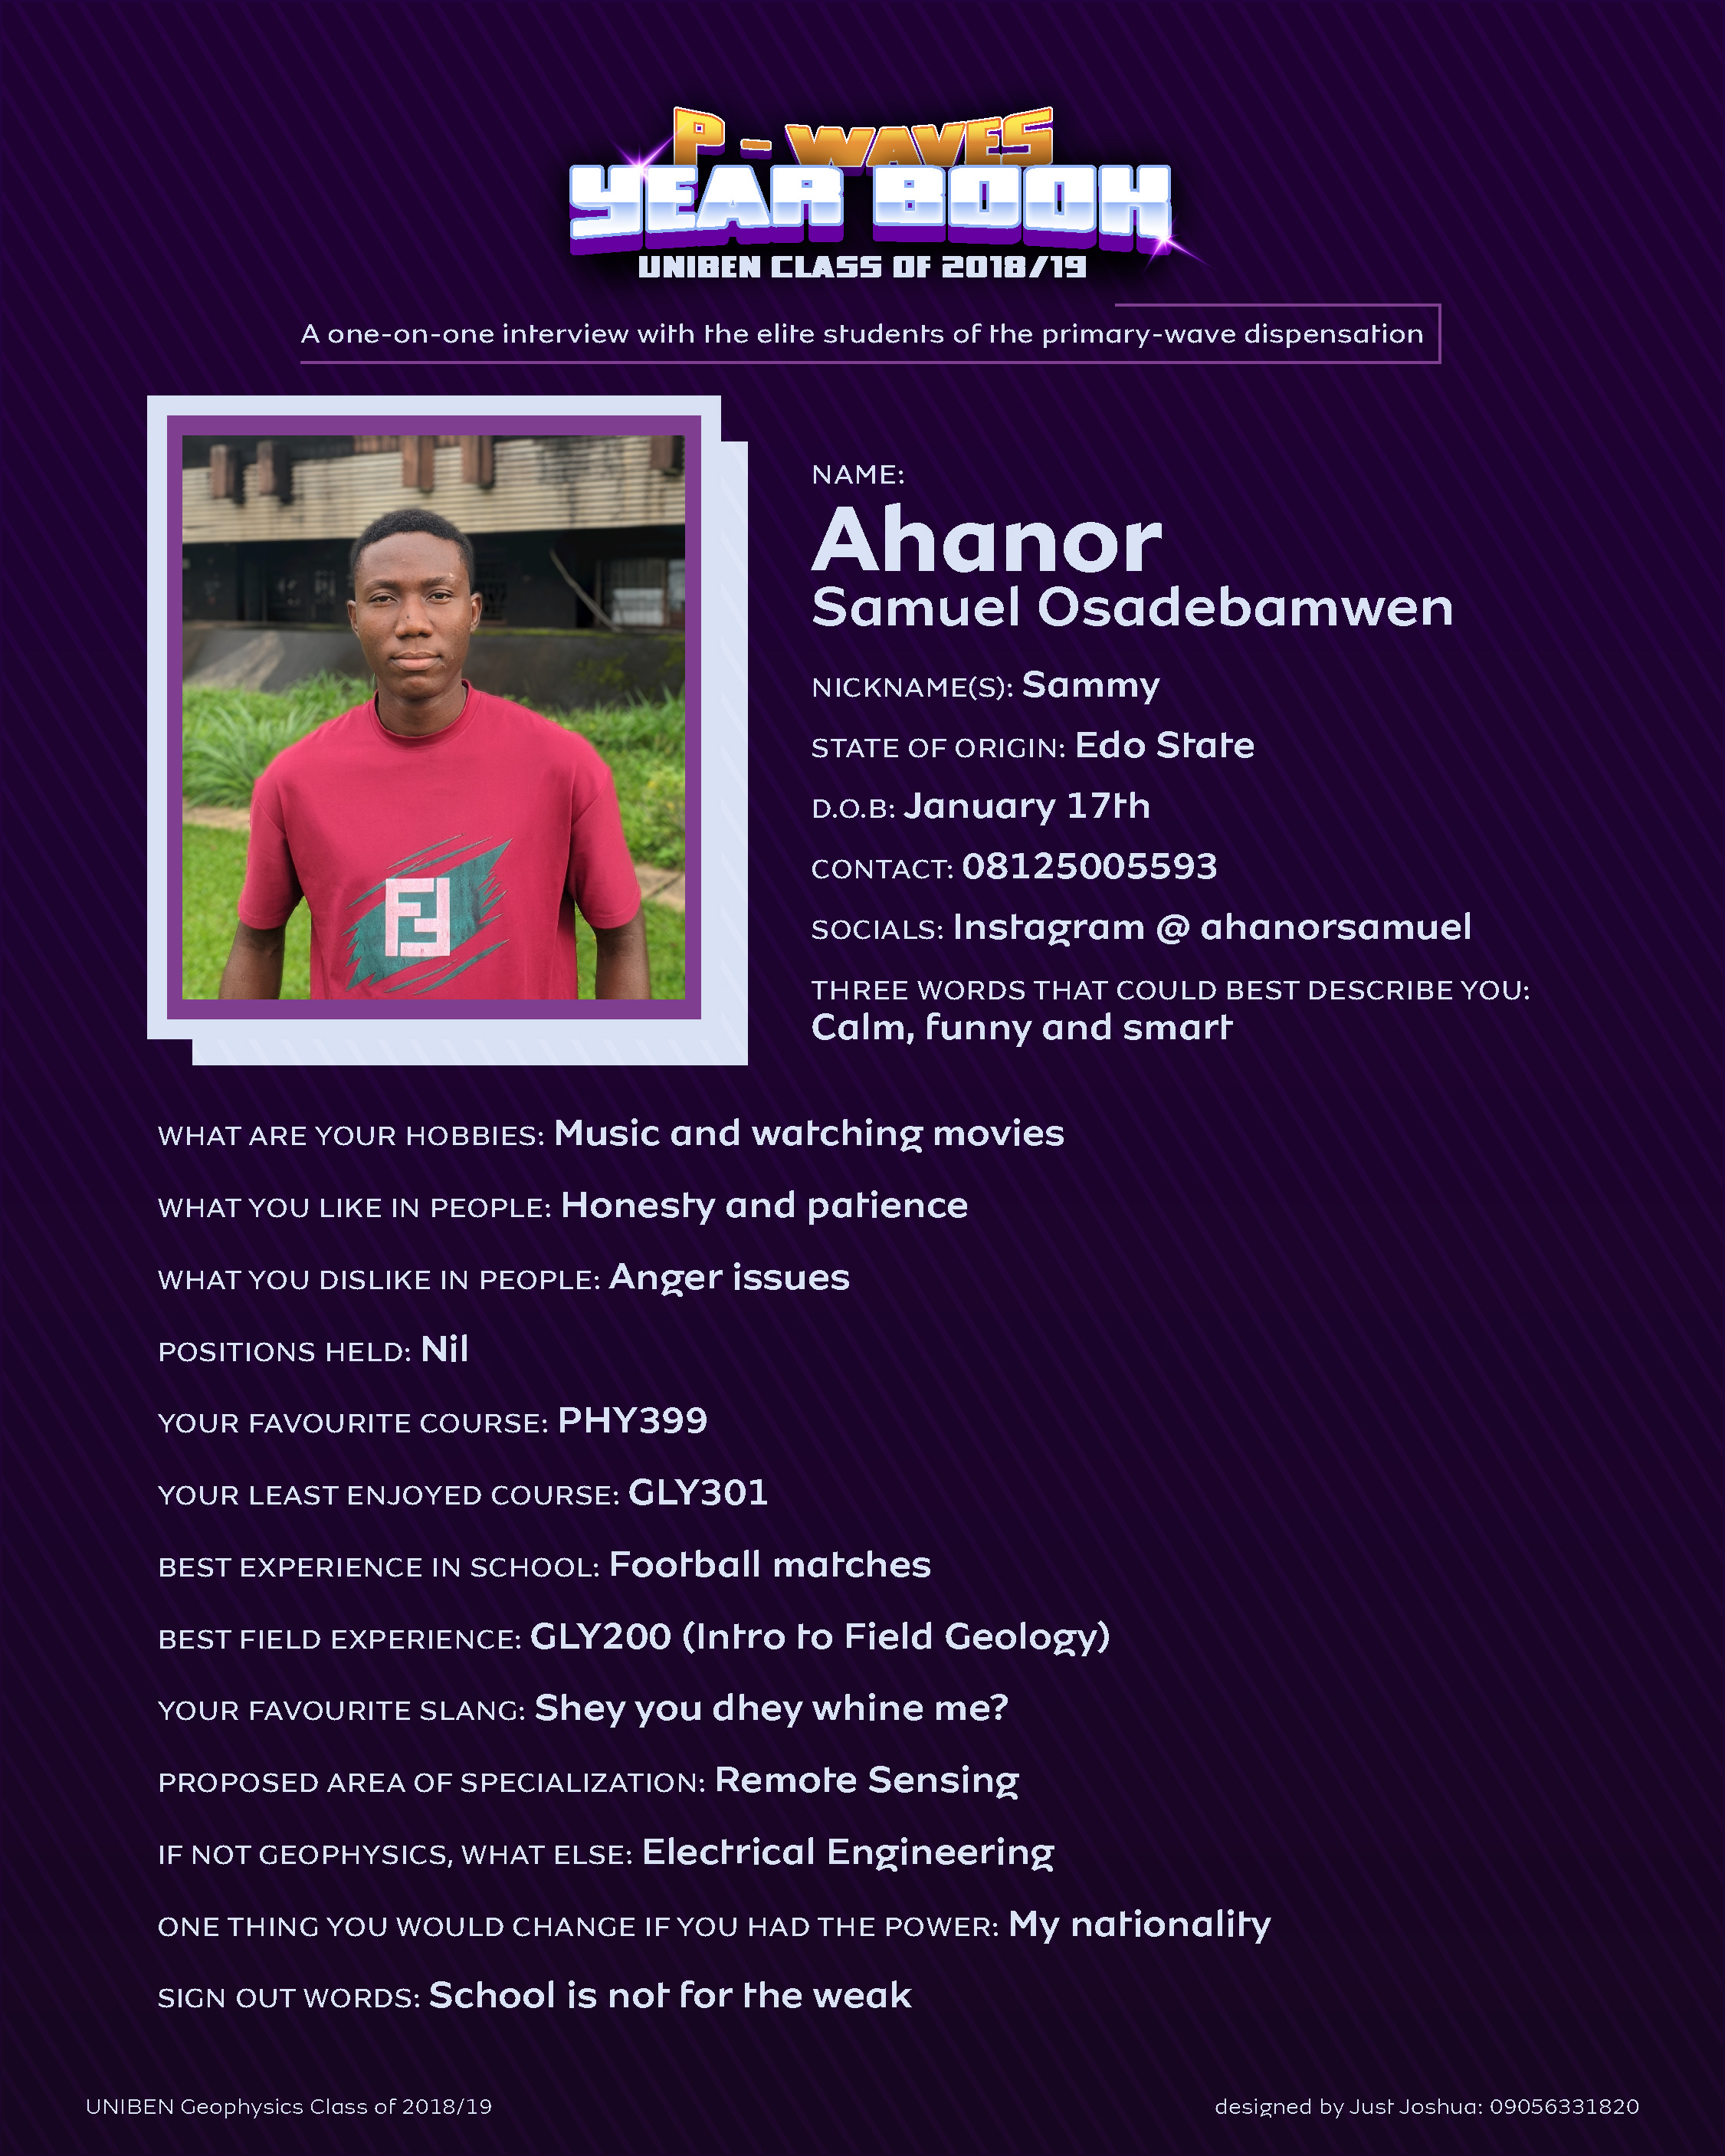 P - WAVES
YEAR BOOK
UNIBEN CLASS OF 2018/19
A one-on-one interview with the elite students of the primary-wave dispensation
NAME:
Ahanor
Samuel Osadebamwen
NICKNAME(S): Sammy
STATE OF ORIGIN: Edo State
D.O.B: January 17th
CONTACT: 08125005593
SOCIALS: Instagram @ ahanorsamuel
THREE WORDS THAT COULD BEST DESCRIBE YOU:
Calm, funny and smart
WHAT ARE YOUR HOBBIES: Music and watching movies
WHAT YOU LIKE IN PEOPLE: Honesty and patience
WHAT YOU DISLIKE IN PEOPLE: Anger issues
POSITIONS HELD: Nil
YOUR FAVOURITE COURSE: PHY399
YOUR LEAST ENJOYED COURSE: GLY301
BEST EXPERIENCE IN SCHOOL: Football matches
BEST FIELD EXPERIENCE: GLY200 (Intro to Field Geology)
YOUR FAVOURITE SLANG: Shey you dhey whine me?
PROPOSED AREA OF SPECIALIZATION: Remote Sensing
IF NOT GEOPHYSICS, WHAT ELSE: Electrical Engineering
ONE THING YOU WOULD CHANGE IF YOU HAD THE POWER: My nationality
SIGN OUT WORDS: School is not for the weak
UNIBEN Geophysics Class of 2018/19
designed by Just Joshua: 09056331820